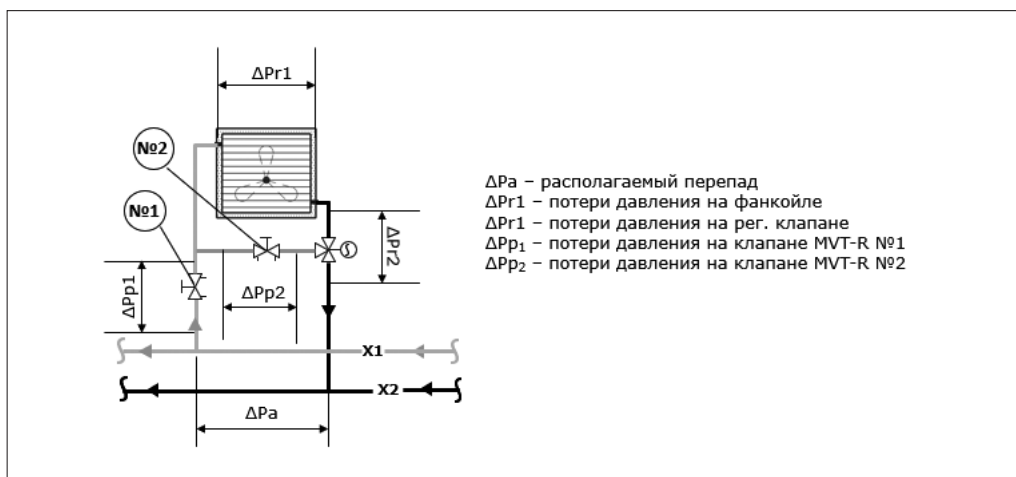 ΔPr1
№2
№1
ΔPr2
ΔPp1
ΔPp2
X1
X2
ΔPa
ΔPa – располагаемый перепад
ΔPr1 – потери давления на фанкойле
ΔPr1 – потери давления на рег. клапане
ΔPp₁ – потери давления на клапане MVT-R №1
ΔPp₂ – потери давления на клапане MVT-R №2